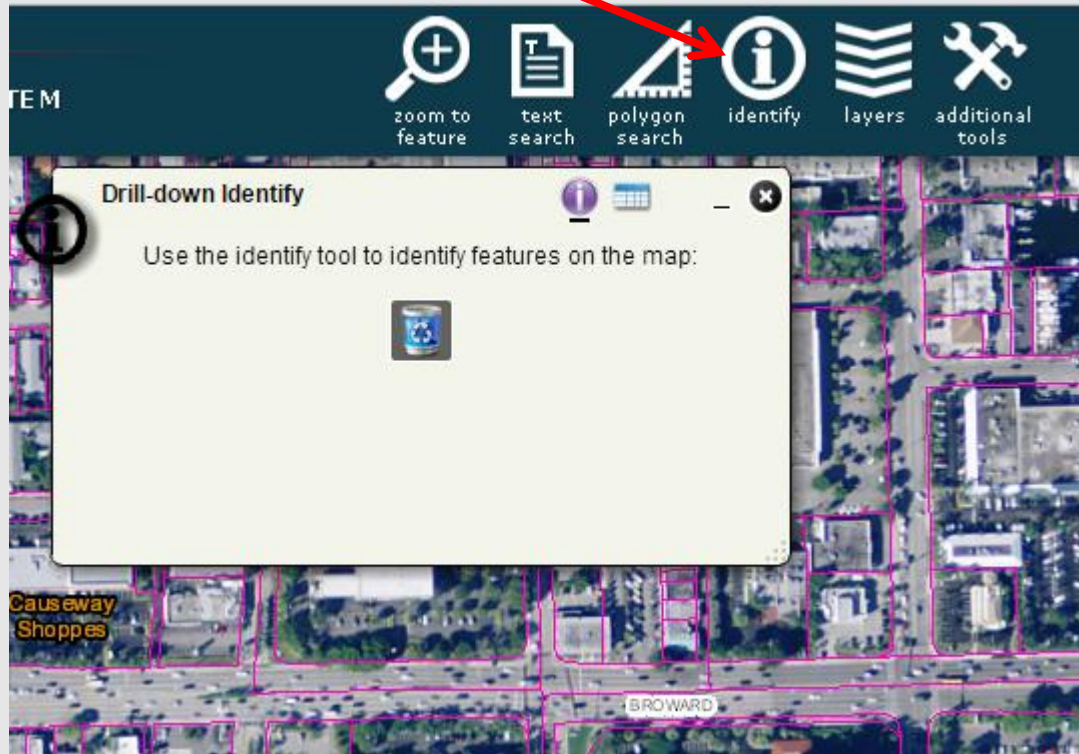 TEM
zoom to
feature
text
search
polygon
search
identify
layers
additional
tools
Drill-down Identify
Use the identify tool to identify features on the map:
Causeway
Shoppes
BROWARD